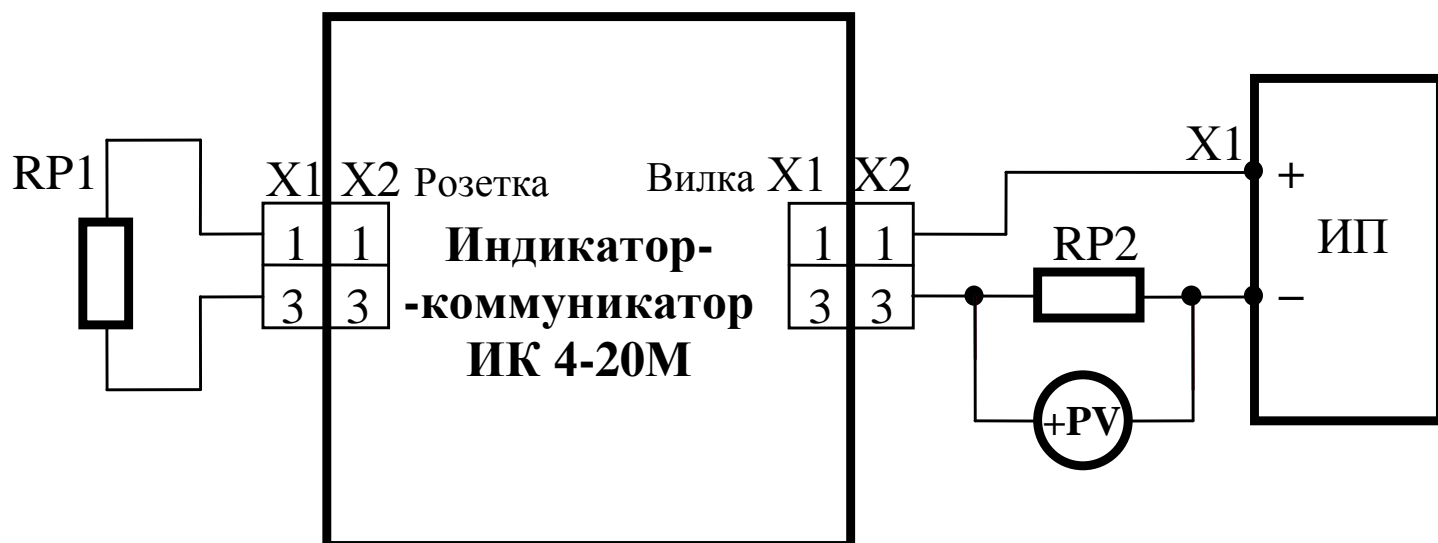 RP1
X1 X2 Розетка
1 1
3 3
Индикатор-
-коммуникатор
ИК 4-20М
Вилка X1 X2
1 1
3 3
RP2
+PV
X1
+
−
ИП